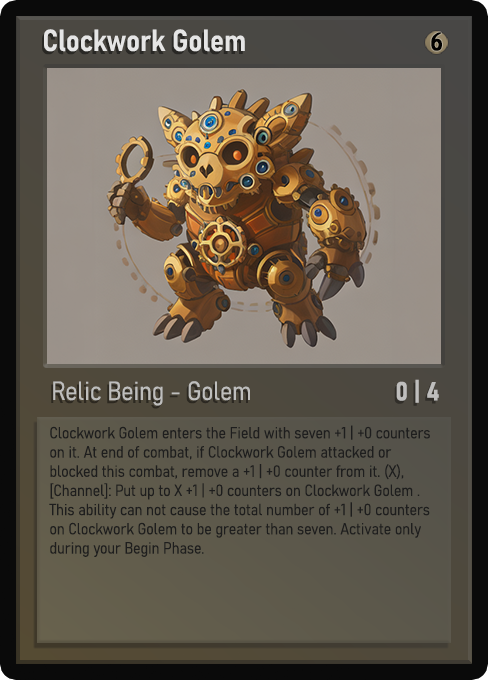 Clockwork Golem
6
Relic Being - Golem
0 | 4
Clockwork Golem enters the Field with seven +1 | +0 counters
on it. At end of combat, if Clockwork Golem attacked or
blocked this combat, remove a +1 | +0 counter from it. (X),
[Channel]: Put up to X +1 | +0 counters on Clockwork Golem .
This ability can not cause the total number of +1 | +0 counters
on Clockwork Golem to be greater than seven. Activate only
during your Begin Phase.